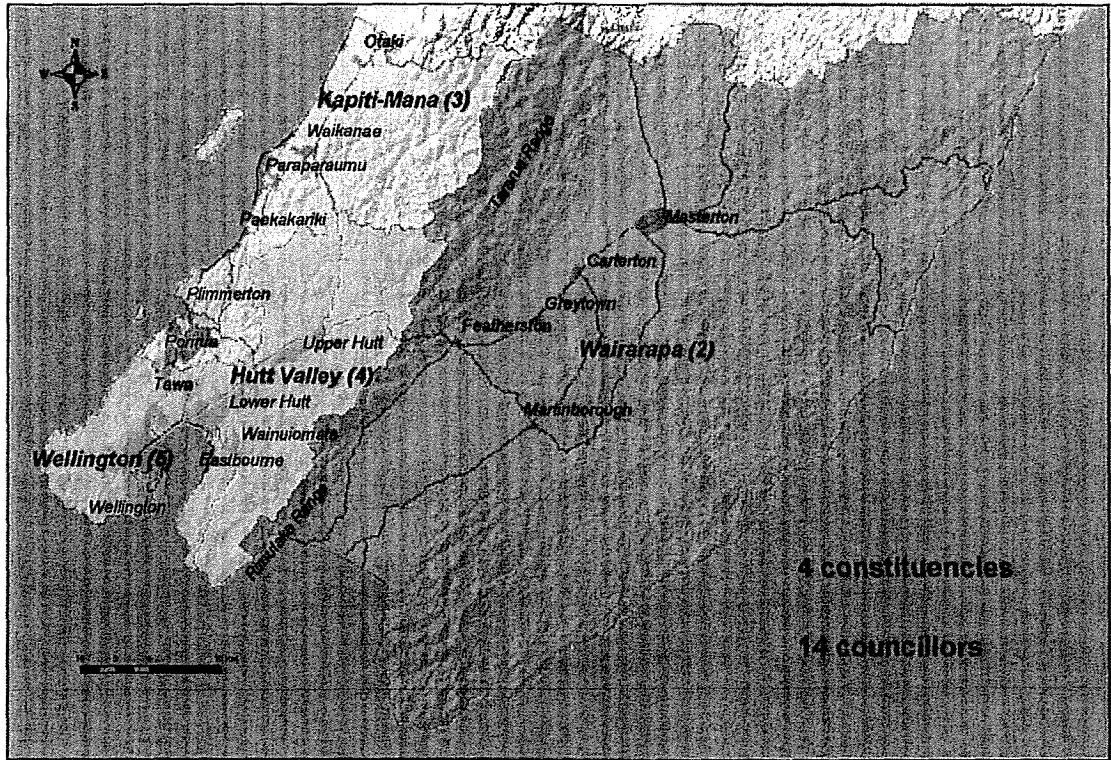 N
Otaki
Kapiti-Mana (3)
Waikanae
Paraparaumu
Tararua Range
Paekakariki
Masterton
Carterton
Plimmerton
Greytown
Featherston
Porirua
Upper Hutt
Wairarapa (2)
Tawa
Hutt Valley (4)
Lower Hutt
Martinborough
Wainuiomata
Wellington (5)
Eastbourne
Wellington
Rimutaka Range
4 constituencies
14 councillors